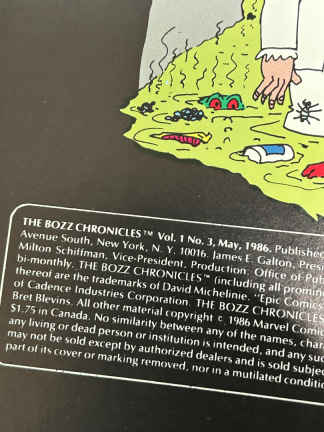 THE BOZZ CHRONICLES™ Vol. 1 No. 3, May, 1986. Published
Avenue South, New York, N. Y. 10016. James E. Galton, Presi
Milton Schiffman, Vice-President, Production. Office of Publ
bi-monthly. THE BOZZ CHRONICLES™ (including all promi
thereof are the trademarks of David Micheline. "Epic Comics
of Cadence Industries Corporation. THE BOZZ CHRONICLES
Bret Blevins. All other material copyright © 1986 Marvel Comi
$1.75 in Canada. No similarity between any of the names, char
any living or dead person or institution is intended, and any suc
may not be sold except by authorized dealers and is sold subjec
part of its cover or marking removed, nor in a mutilated conditio